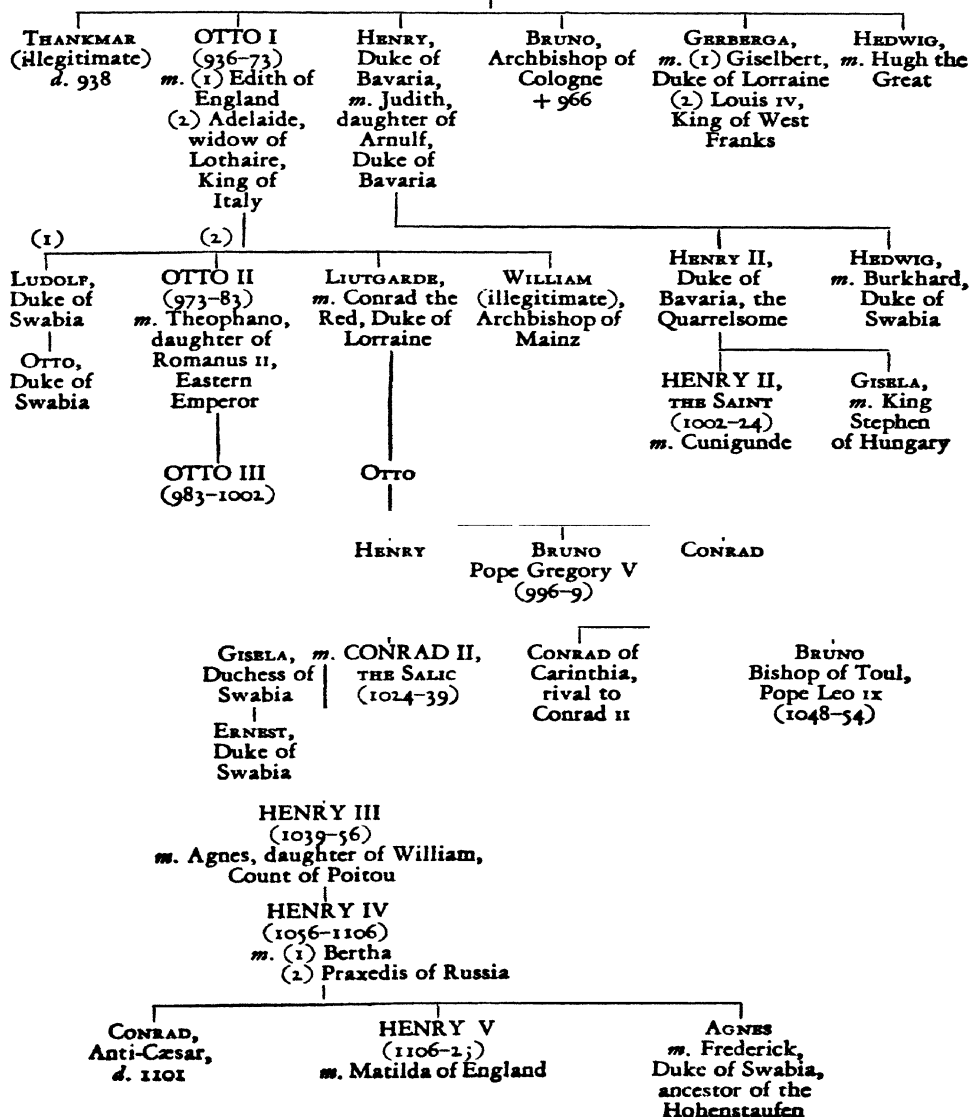 THANKMAR
(illegitimate)
d. 938
OTTO I
(936–73)
m. (1) Edith of
England
(2) Adelaide,
widow of
Lothaire,
King of
Italy
HENRY,
Duke of
Bavaria,
m. Judith,
daughter of
Arnulf,
Duke of
Bavaria
BRUNO,
Archbishop of
Cologne
+ 966
GERBERGA,
m. (1) Giselbert,
Duke of Lorraine
(2) Louis IV,
King of West
Franks
HEDWIG,
m. Hugh the
Great
(1)
(2)
LUDOLF,
Duke of
Swabia
OTTO,
Duke of
Swabia
OTTO II
(973–83)
m. Theophano,
daughter of
Romanus II,
Eastern
Emperor
LIUTGARDE,
m. Conrad the
Red, Duke of
Lorraine
WILLIAM
(illegitimate),
Archbishop of
Mainz
HENRY II,
Duke of
Bavaria, the
Quarrelsome
HEDWIG,
m. Burkhard,
Duke of
Swabia
HENRY II,
THE SAINT
(1002–24)
m. Cunigunde
GISELA,
m. King
Stephen
of Hungary
OTTO III
(983–1002)
OTTO
HENRY
BRUNO
Pope Gregory V
(996–9)
CONRAD
GISELA,
Duchess of
Swabia
m. CONRAD II,
THE SALIC
(1024–39)
CONRAD of
Carinthia,
rival to
Conrad II
BRUNO
Bishop of Toul,
Pope Leo IX
(1048–54)
ERNEST,
Duke of
Swabia
HENRY III
(1039–56)
m. Agnes, daughter of William,
Count of Poitou
HENRY IV
(1056–1106)
m. (1) Bertha
(2) Praxedis of Russia
CONRAD,
Anti-Cæsar,
d. 1101
HENRY V
(1106–2;)
m. Matilda of England
AGNES
m. Frederick,
Duke of Swabia,
ancestor of the
Hohenstaufen